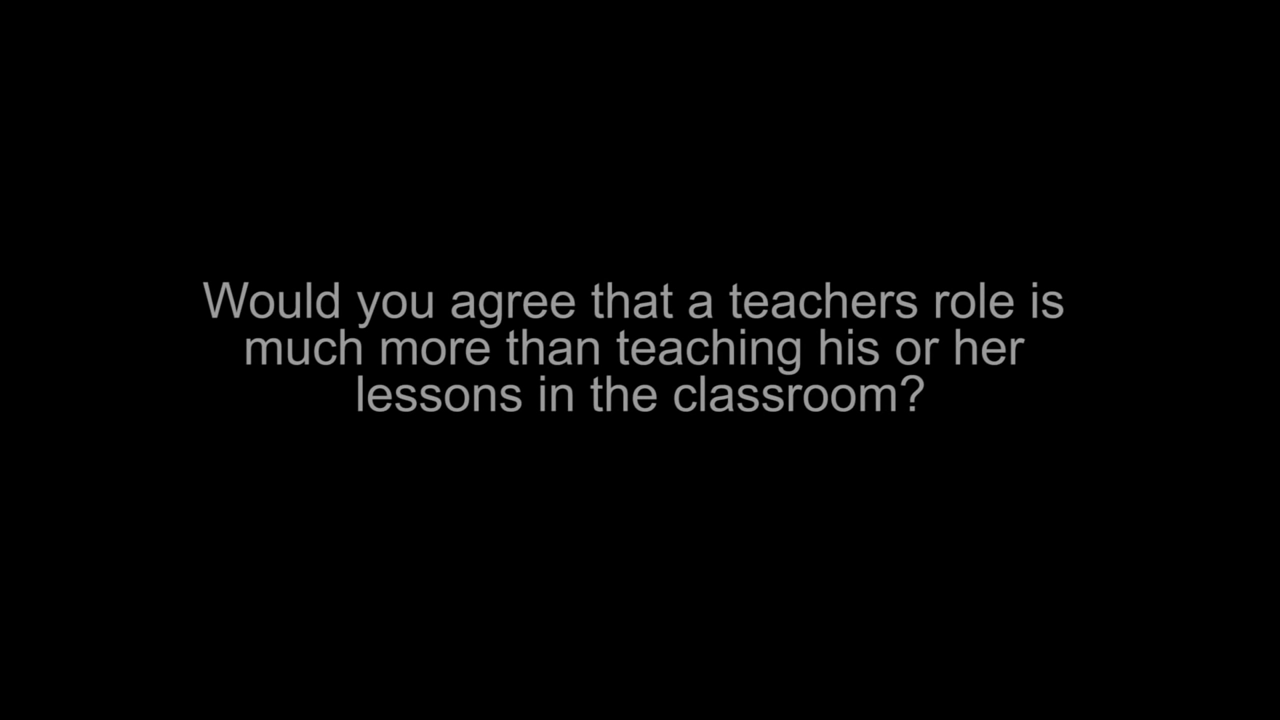 Would you agree that a teachers role is
much more than teaching his or her
lessons in the classroom?